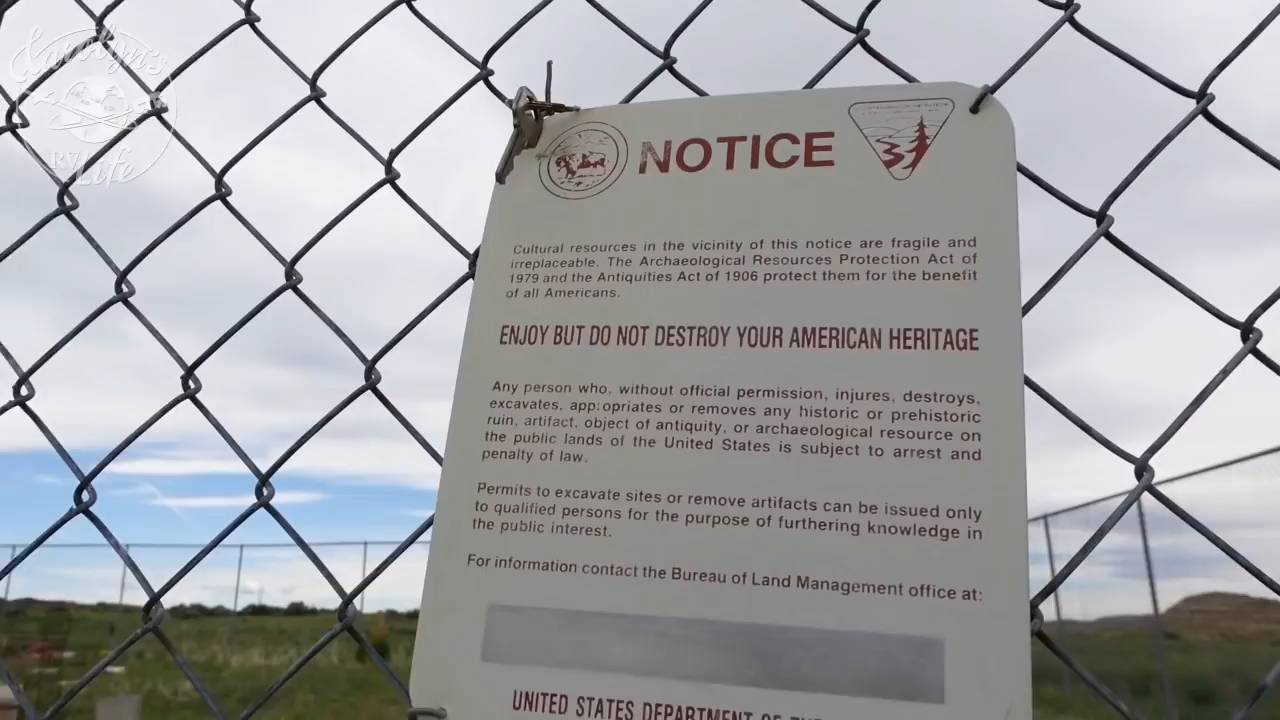 Karolyn's
RV Life
NOTICE
Cultural resources in the vicinity of this notice are fragile and
irreplaceable. The Archaeological Resources Protection Act of
1979 and the Antiquities Act of 1906 protect them for the benefit
of all Americans.
ENJOY BUT DO NOT DESTROY YOUR AMERICAN HERITAGE
Any person who, without official permission, injures, destroys,
excavates, appropriates or removes any historic or prehistoric
ruin, artifact, object of antiquity, or archaeological resource on
the public lands of the United States is subject to arrest and
penalty of law.
Permits to excavate sites or remove artifacts can be issued only
to qualified persons for the purpose of furthering knowledge in
the public interest.
For information contact the Bureau of Land Management office at:
UNITED STATES DEPARTMENT OF THE